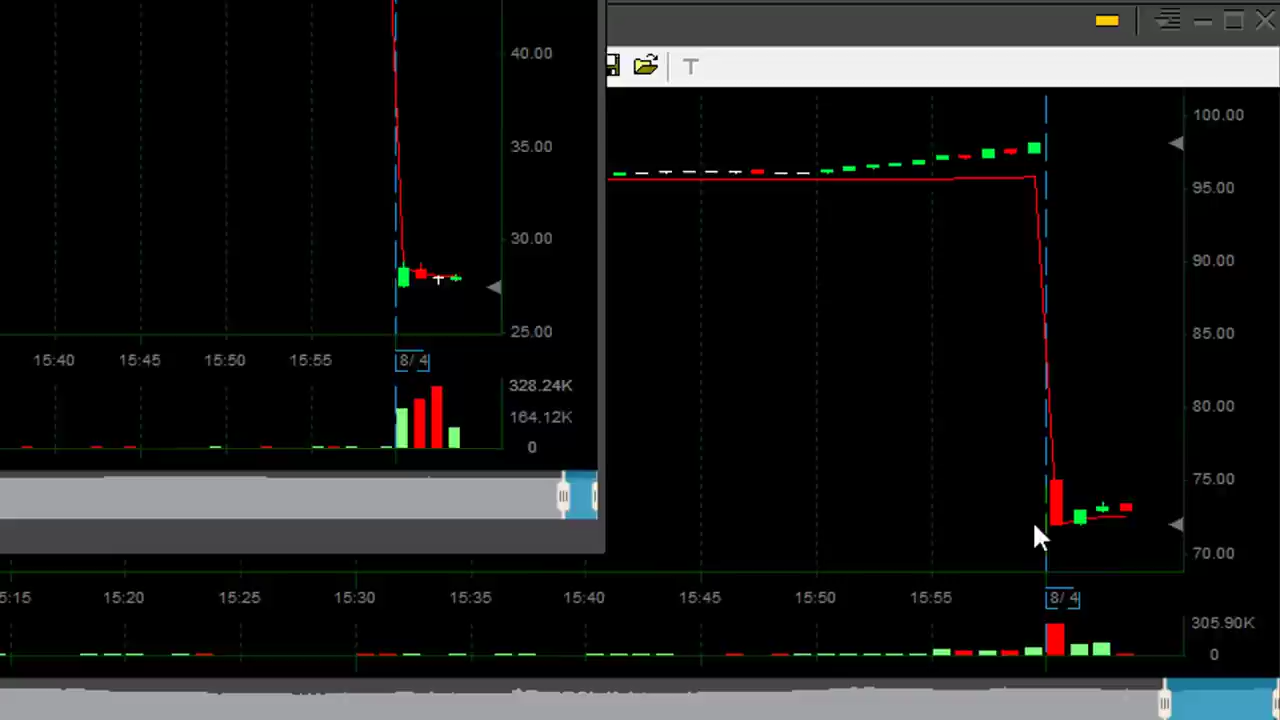 T
40.00
35.00
30.00
25.00
15:40 15:45 15:50 15:55 8/ 4
328.24K
164.12K
0
100.00
95.00
90.00
85.00
80.00
75.00
70.00
5:15 15:20 15:25 15:30 15:35 15:40 15:45 15:50 15:55 8/ 4
305.90K
0